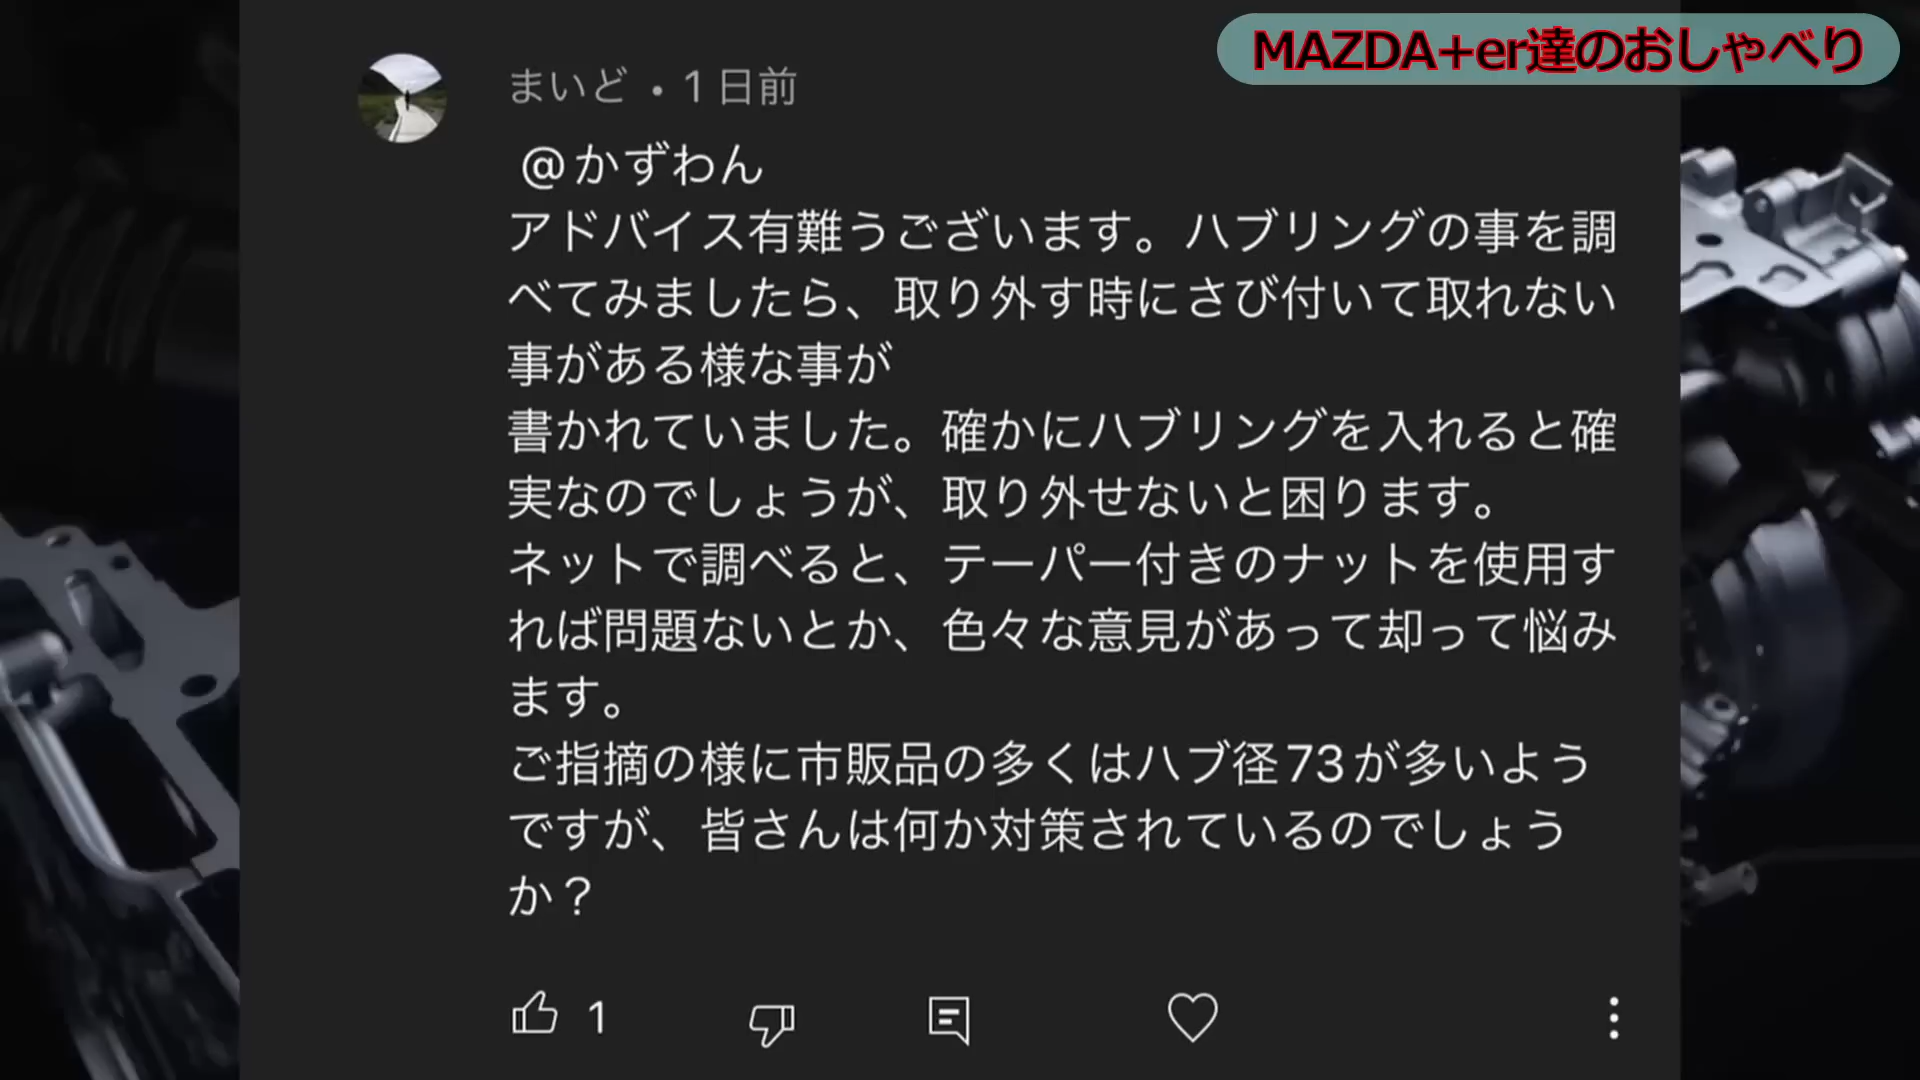 MAZDA+er達のおしゃべり
まいど • 1日前
@かずわん
アドバイス有難うございます。ハブリングの事を調
べてみましたら、取り外す時にさび付いて取れない
事がある様な事が
書かれていました。確かにハブリングを入れると確
実なのでしょうが、取り外せないと困ります。
ネットで調べると、テーパー付きのナットを使用す
れば問題ないとか、色々な意見があって却って悩み
ます。
ご指摘の様に市販品の多くはハブ径73が多いよう
ですが、皆さんは何か対策されているのでしょう
か？
1